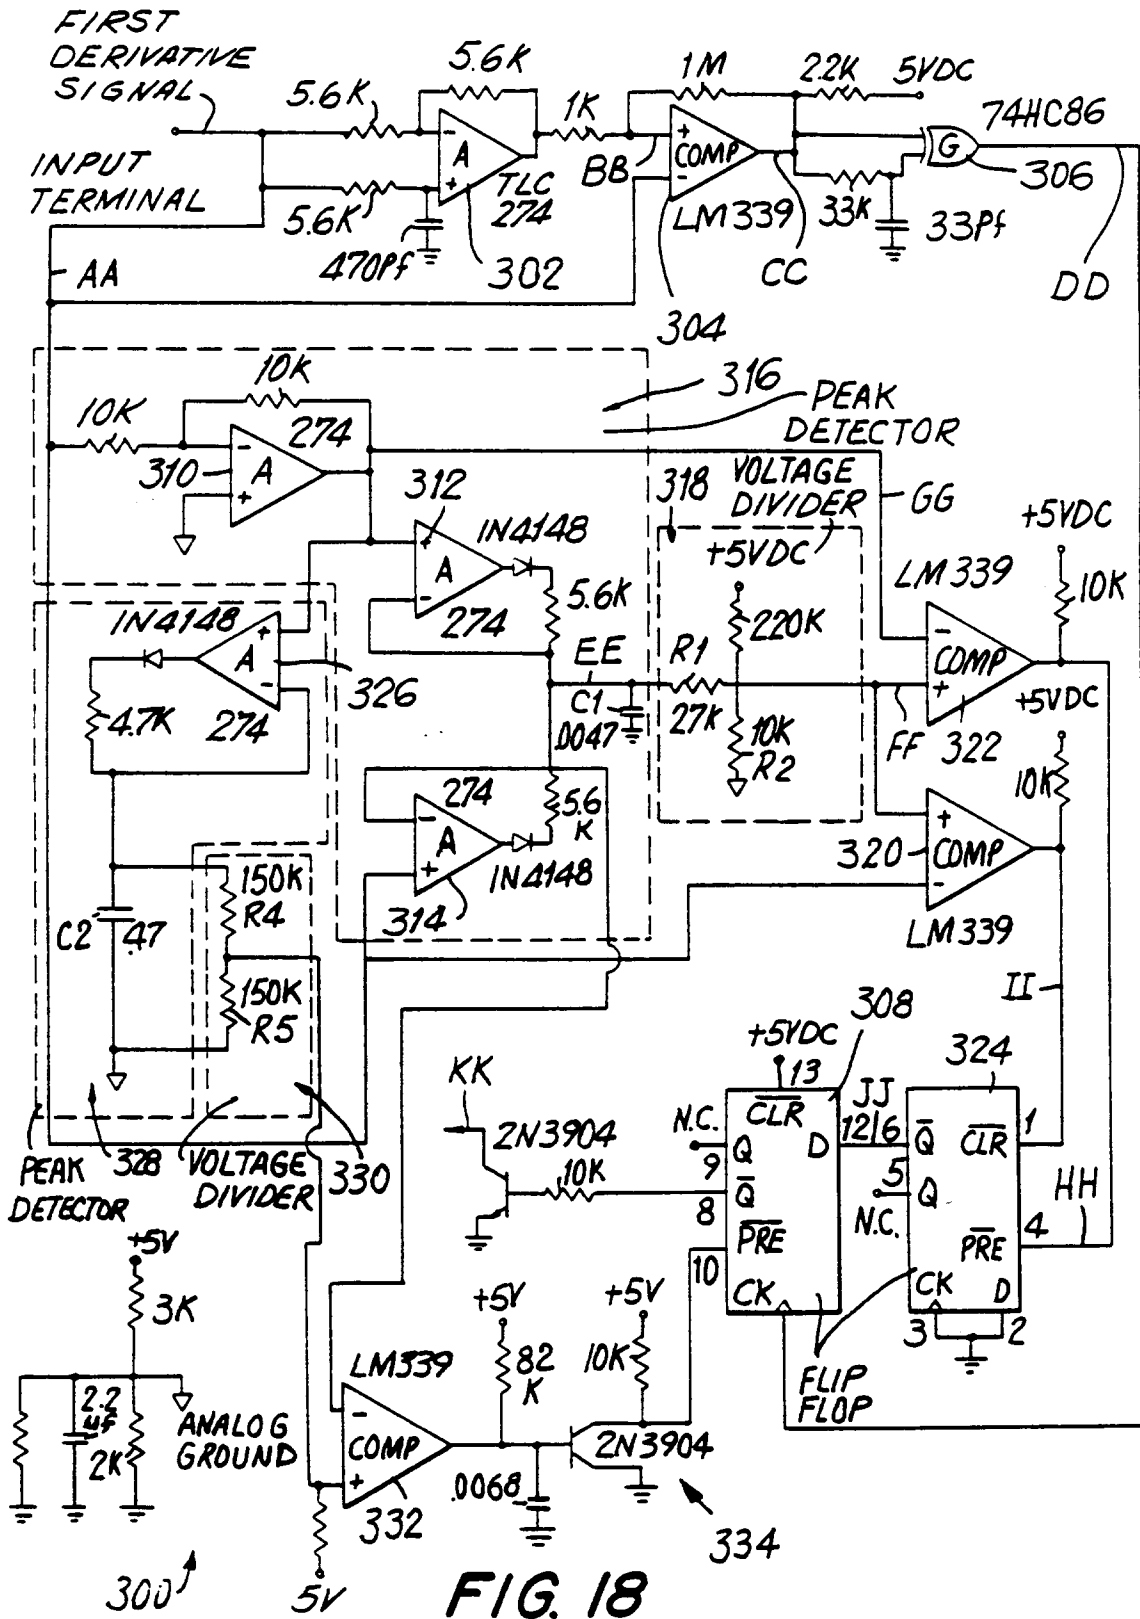 FIRST
DERIVATIVE
SIGNAL
5.6K
5.6K
1K
1M
2.2K
5VDC
74HC86
INPUT
TERMINAL
5.6K
470Pf
- A +
TLC
274
302
BB
+ COMP -
LM339
304
CC
33K
33Pf
G
306
DD
AA
10K
10K
274
310
- A +
316
PEAK
DETECTOR
312
+ A -
274
1N4148
5.6K
318
VOLTAGE
DIVIDER
+5VDC
220K
GG
+5VDC
10K
LM339
- COMP +
322
1N4148
+ A -
326
274
4.7K
EE
C1
.0047
R1
27K
10K
R2
FF
+5VDC
10K
274
- A +
314
1N4148
5.6
K
320
+ COMP -
LM339
C2
.47
150K
R4
150K
R5
II
308
324
+5VDC
13
KK
2N3904
10K
N.C.
9
8
10
CLR
Q
D
Q
PRE
CK
JJ
12
6
5
N.C.
Q
CLR
Q
PRE
CK
D
1
4
3
2
HH
PEAK
DETECTOR
328
VOLTAGE
DIVIDER
330
+5V
3K
2.2
µf
2K
ANALOG
GROUND
LM339
- COMP +
332
+5V
82
K
+5V
10K
.0068
2N3904
334
FLIP
FLOP
300
5V
FIG. 18